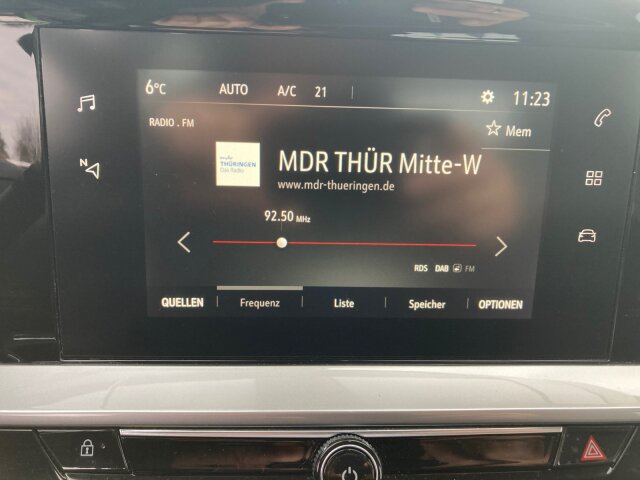 6°C AUTO A/C 21 11:23
RADIO . FM
Mem
mdr
THÜRINGEN
Das Radio
MDR THÜR Mitte-W
www.mdr-thueringen.de
N
92.50 MHz
RDS DAB FM
QUELLEN Frequenz Liste Speicher OPTIONEN